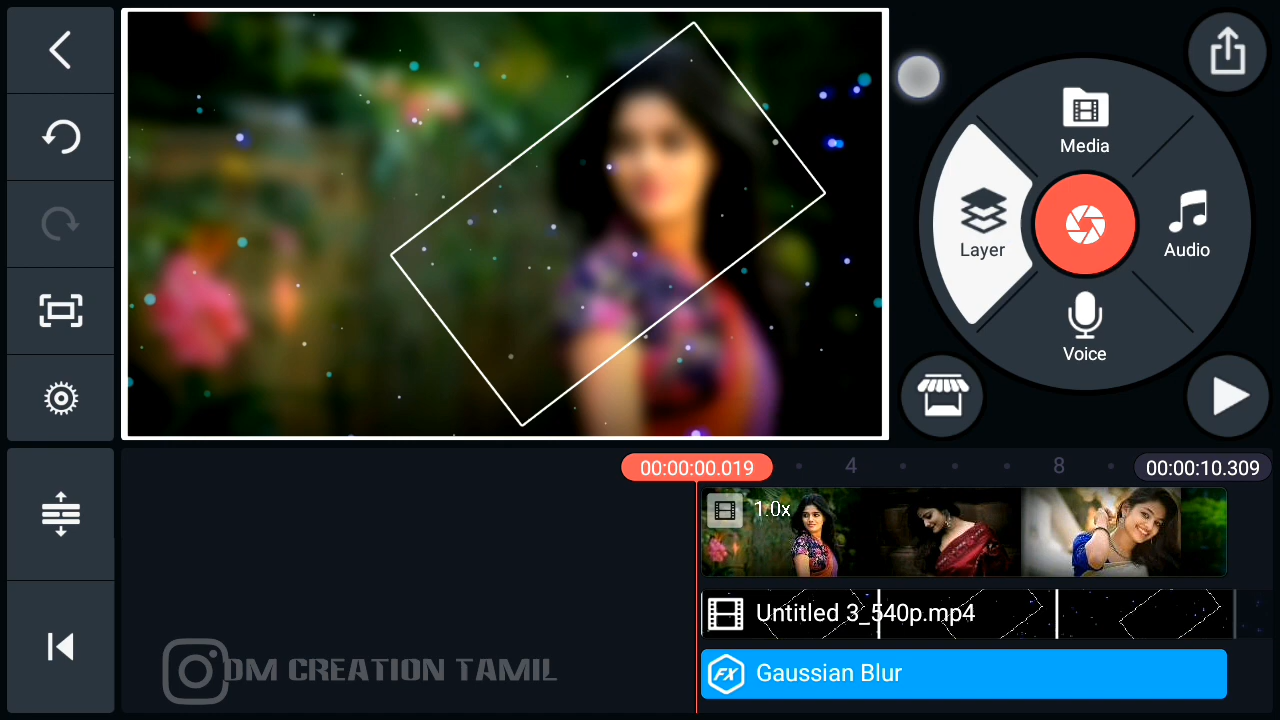 Media
Layer
Audio
Voice
00:00:00.019
4
8
00:00:10.309
1.0x
Untitled 3_540p.mp4
FX
Gaussian Blur
DM CREATION TAMIL